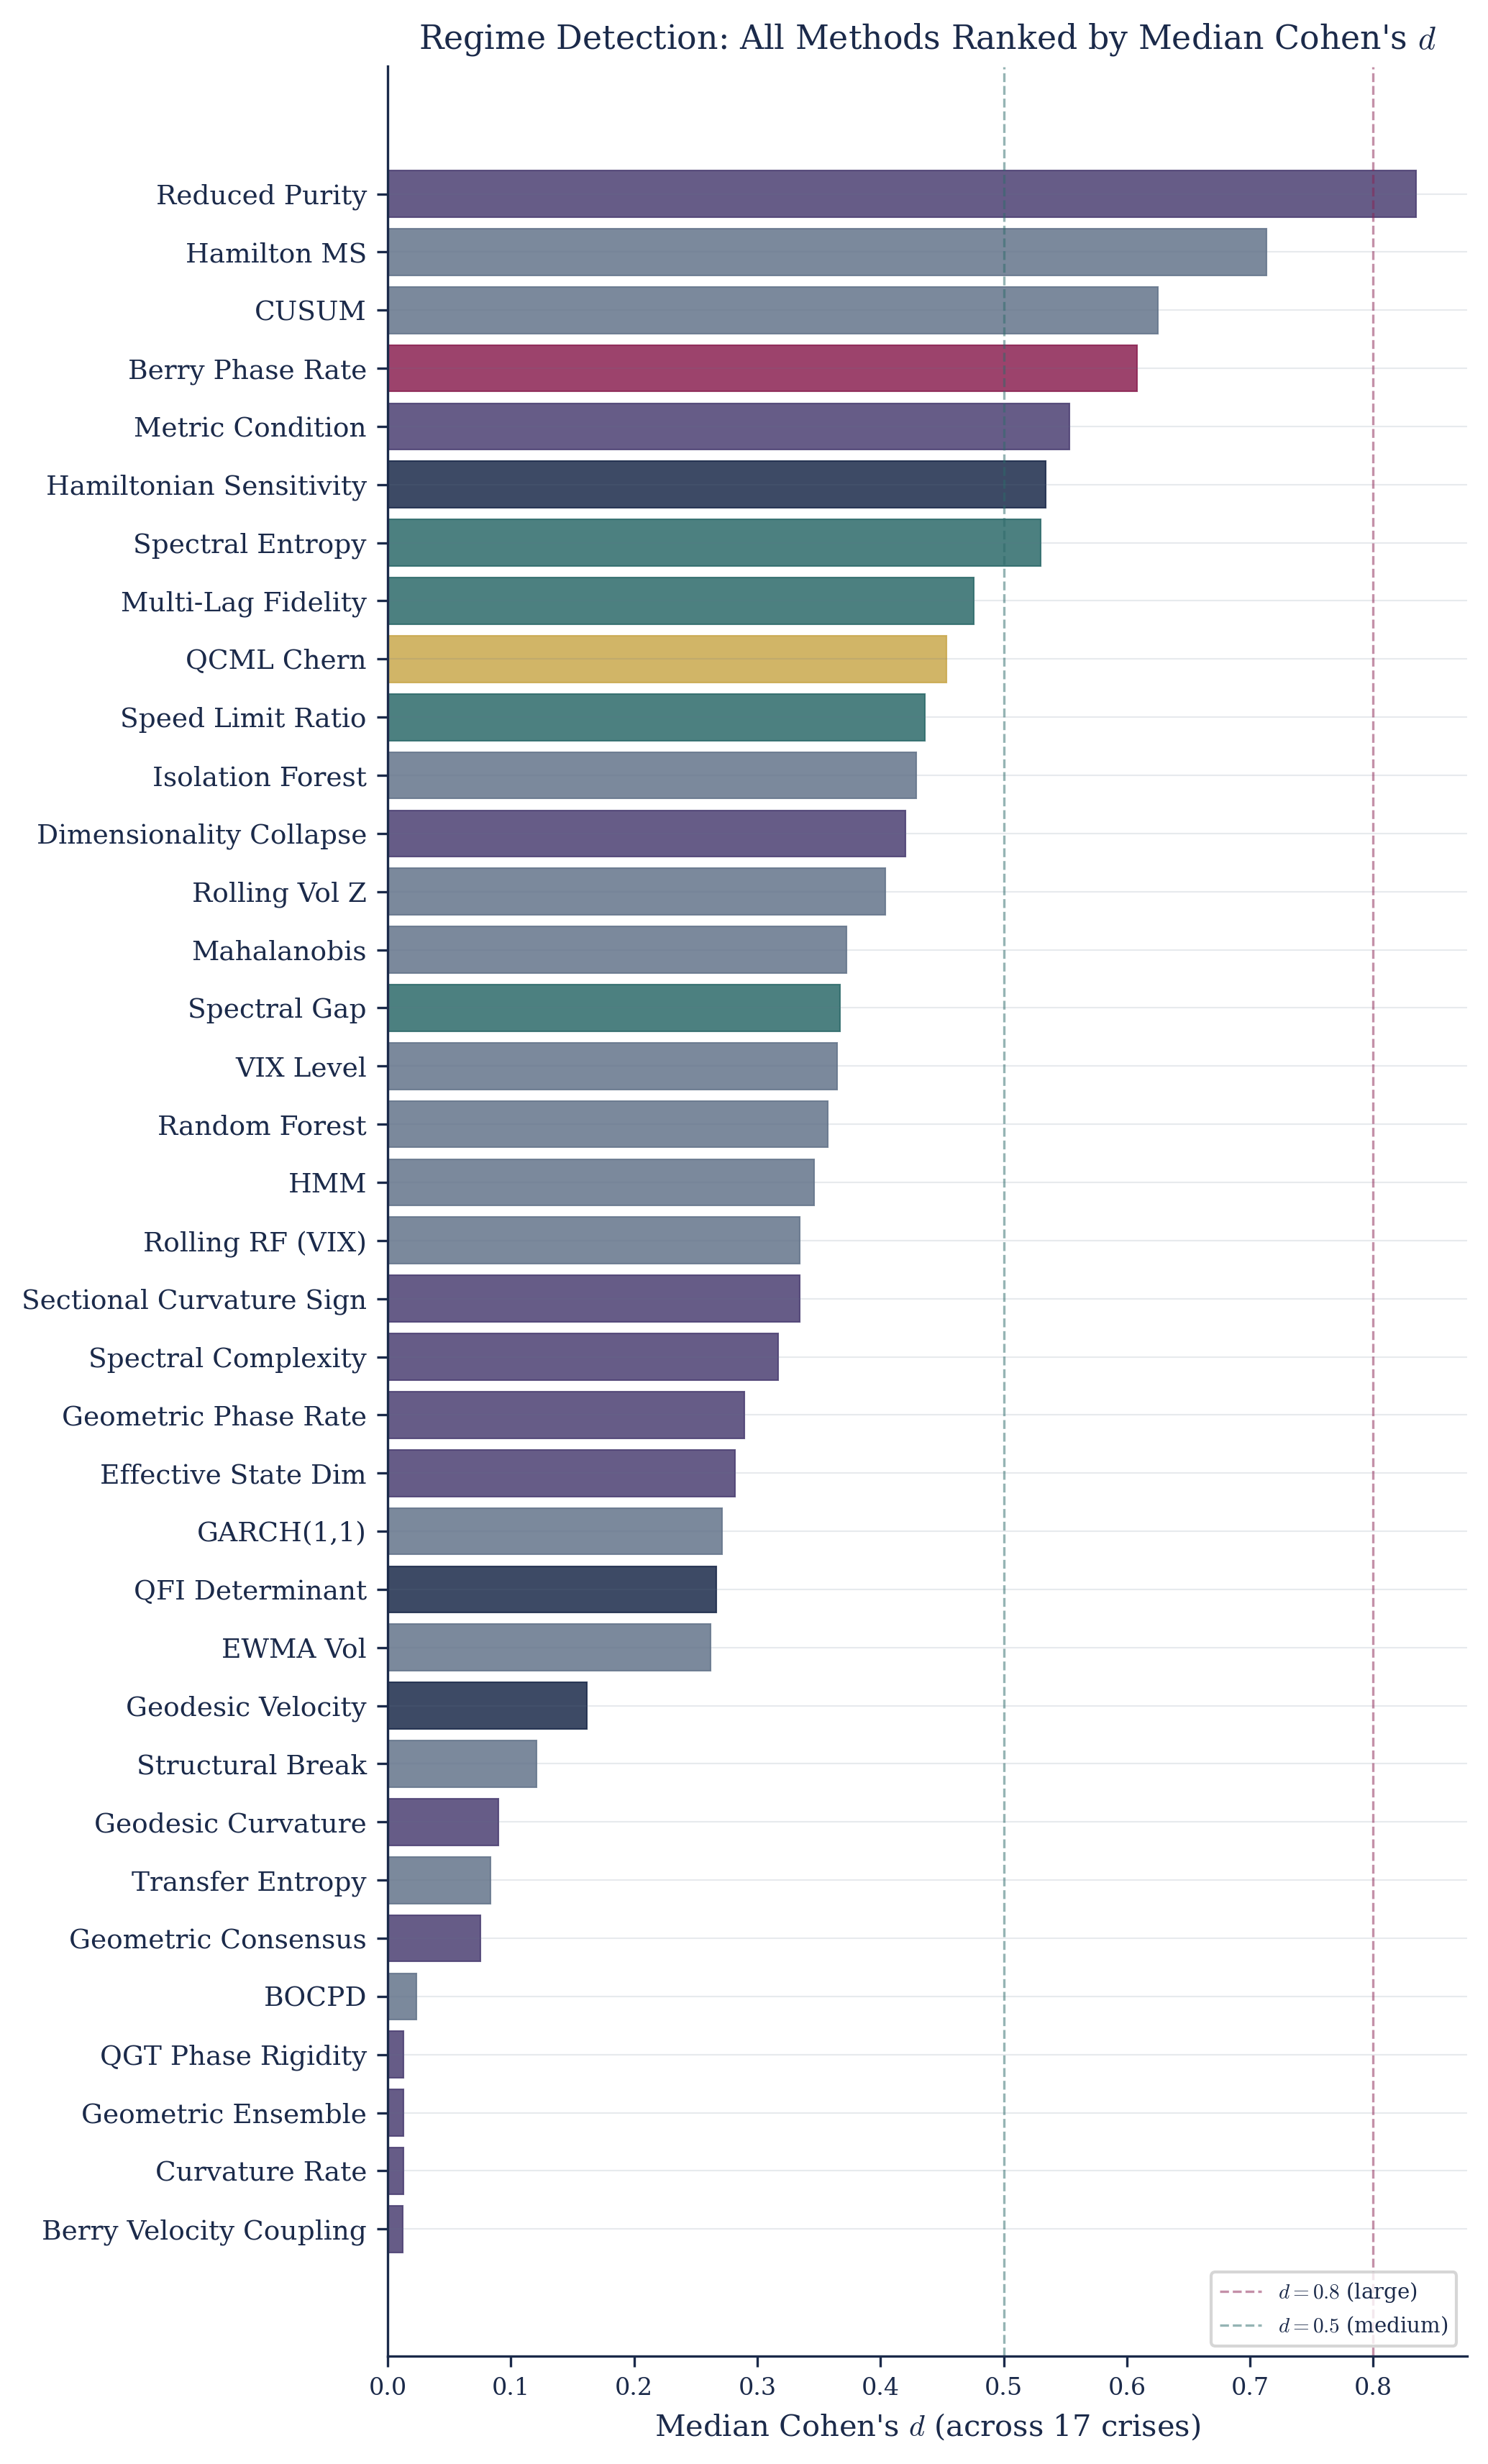 Regime Detection: All Methods Ranked by Median Cohen's d
Reduced Purity
Hamilton MS
CUSUM
Berry Phase Rate
Metric Condition
Hamiltonian Sensitivity
Spectral Entropy
Multi-Lag Fidelity
QCML Chern
Speed Limit Ratio
Isolation Forest
Dimensionality Collapse
Rolling Vol Z
Mahalanobis
Spectral Gap
VIX Level
Random Forest
HMM
Rolling RF (VIX)
Sectional Curvature Sign
Spectral Complexity
Geometric Phase Rate
Effective State Dim
GARCH(1,1)
QFI Determinant
EWMA Vol
Geodesic Velocity
Structural Break
Geodesic Curvature
Transfer Entropy
Geometric Consensus
BOCPD
QGT Phase Rigidity
Geometric Ensemble
Curvature Rate
Berry Velocity Coupling
d = 0.8 (large)
d = 0.5 (medium)
0.0 0.1 0.2 0.3 0.4 0.5 0.6 0.7 0.8
Median Cohen's d (across 17 crises)